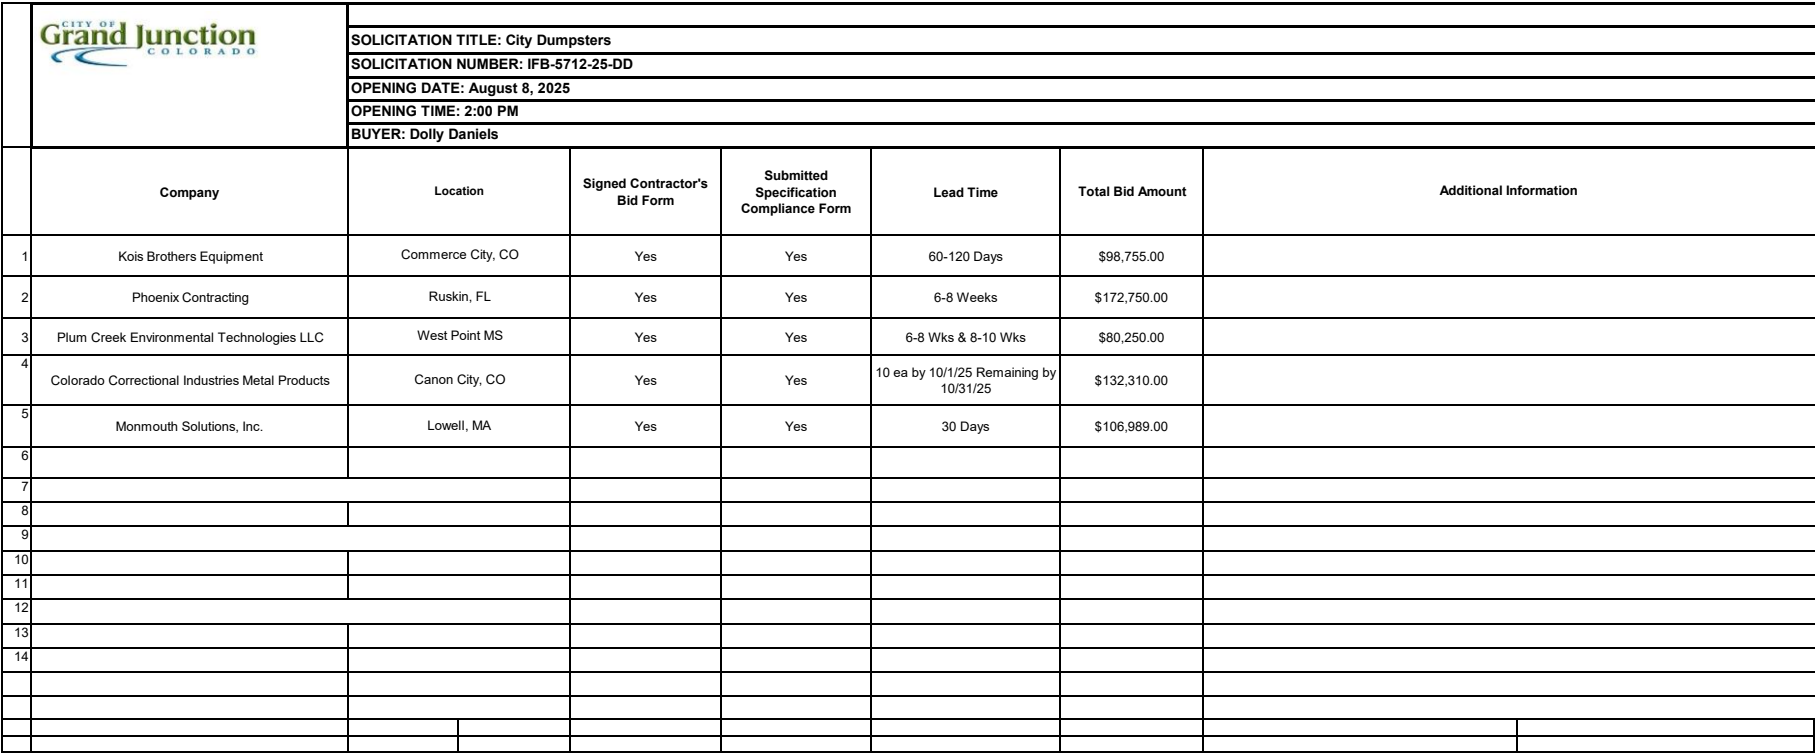 CITY OF
Grand Junction
COLORADO
SOLICITATION TITLE: City Dumpsters
SOLICITATION NUMBER: IFB-5712-25-DD
OPENING DATE: August 8, 2025
OPENING TIME: 2:00 PM
BUYER: Dolly Daniels
Company Location Signed Contractor's Bid Form Submitted Specification Compliance Form Lead Time Total Bid Amount Additional Information
1 Kois Brothers Equipment Commerce City, CO Yes Yes 60-120 Days $98,755.00
2 Phoenix Contracting Ruskin, FL Yes Yes 6-8 Weeks $172,750.00
3 Plum Creek Environmental Technologies LLC West Point MS Yes Yes 6-8 Wks & 8-10 Wks $80,250.00
4 Colorado Correctional Industries Metal Products Canon City, CO Yes Yes 10 ea by 10/1/25 Remaining by 10/31/25 $132,310.00
5 Monmouth Solutions, Inc. Lowell, MA Yes Yes 30 Days $106,989.00
6
7
8
9
10
11
12
13
14